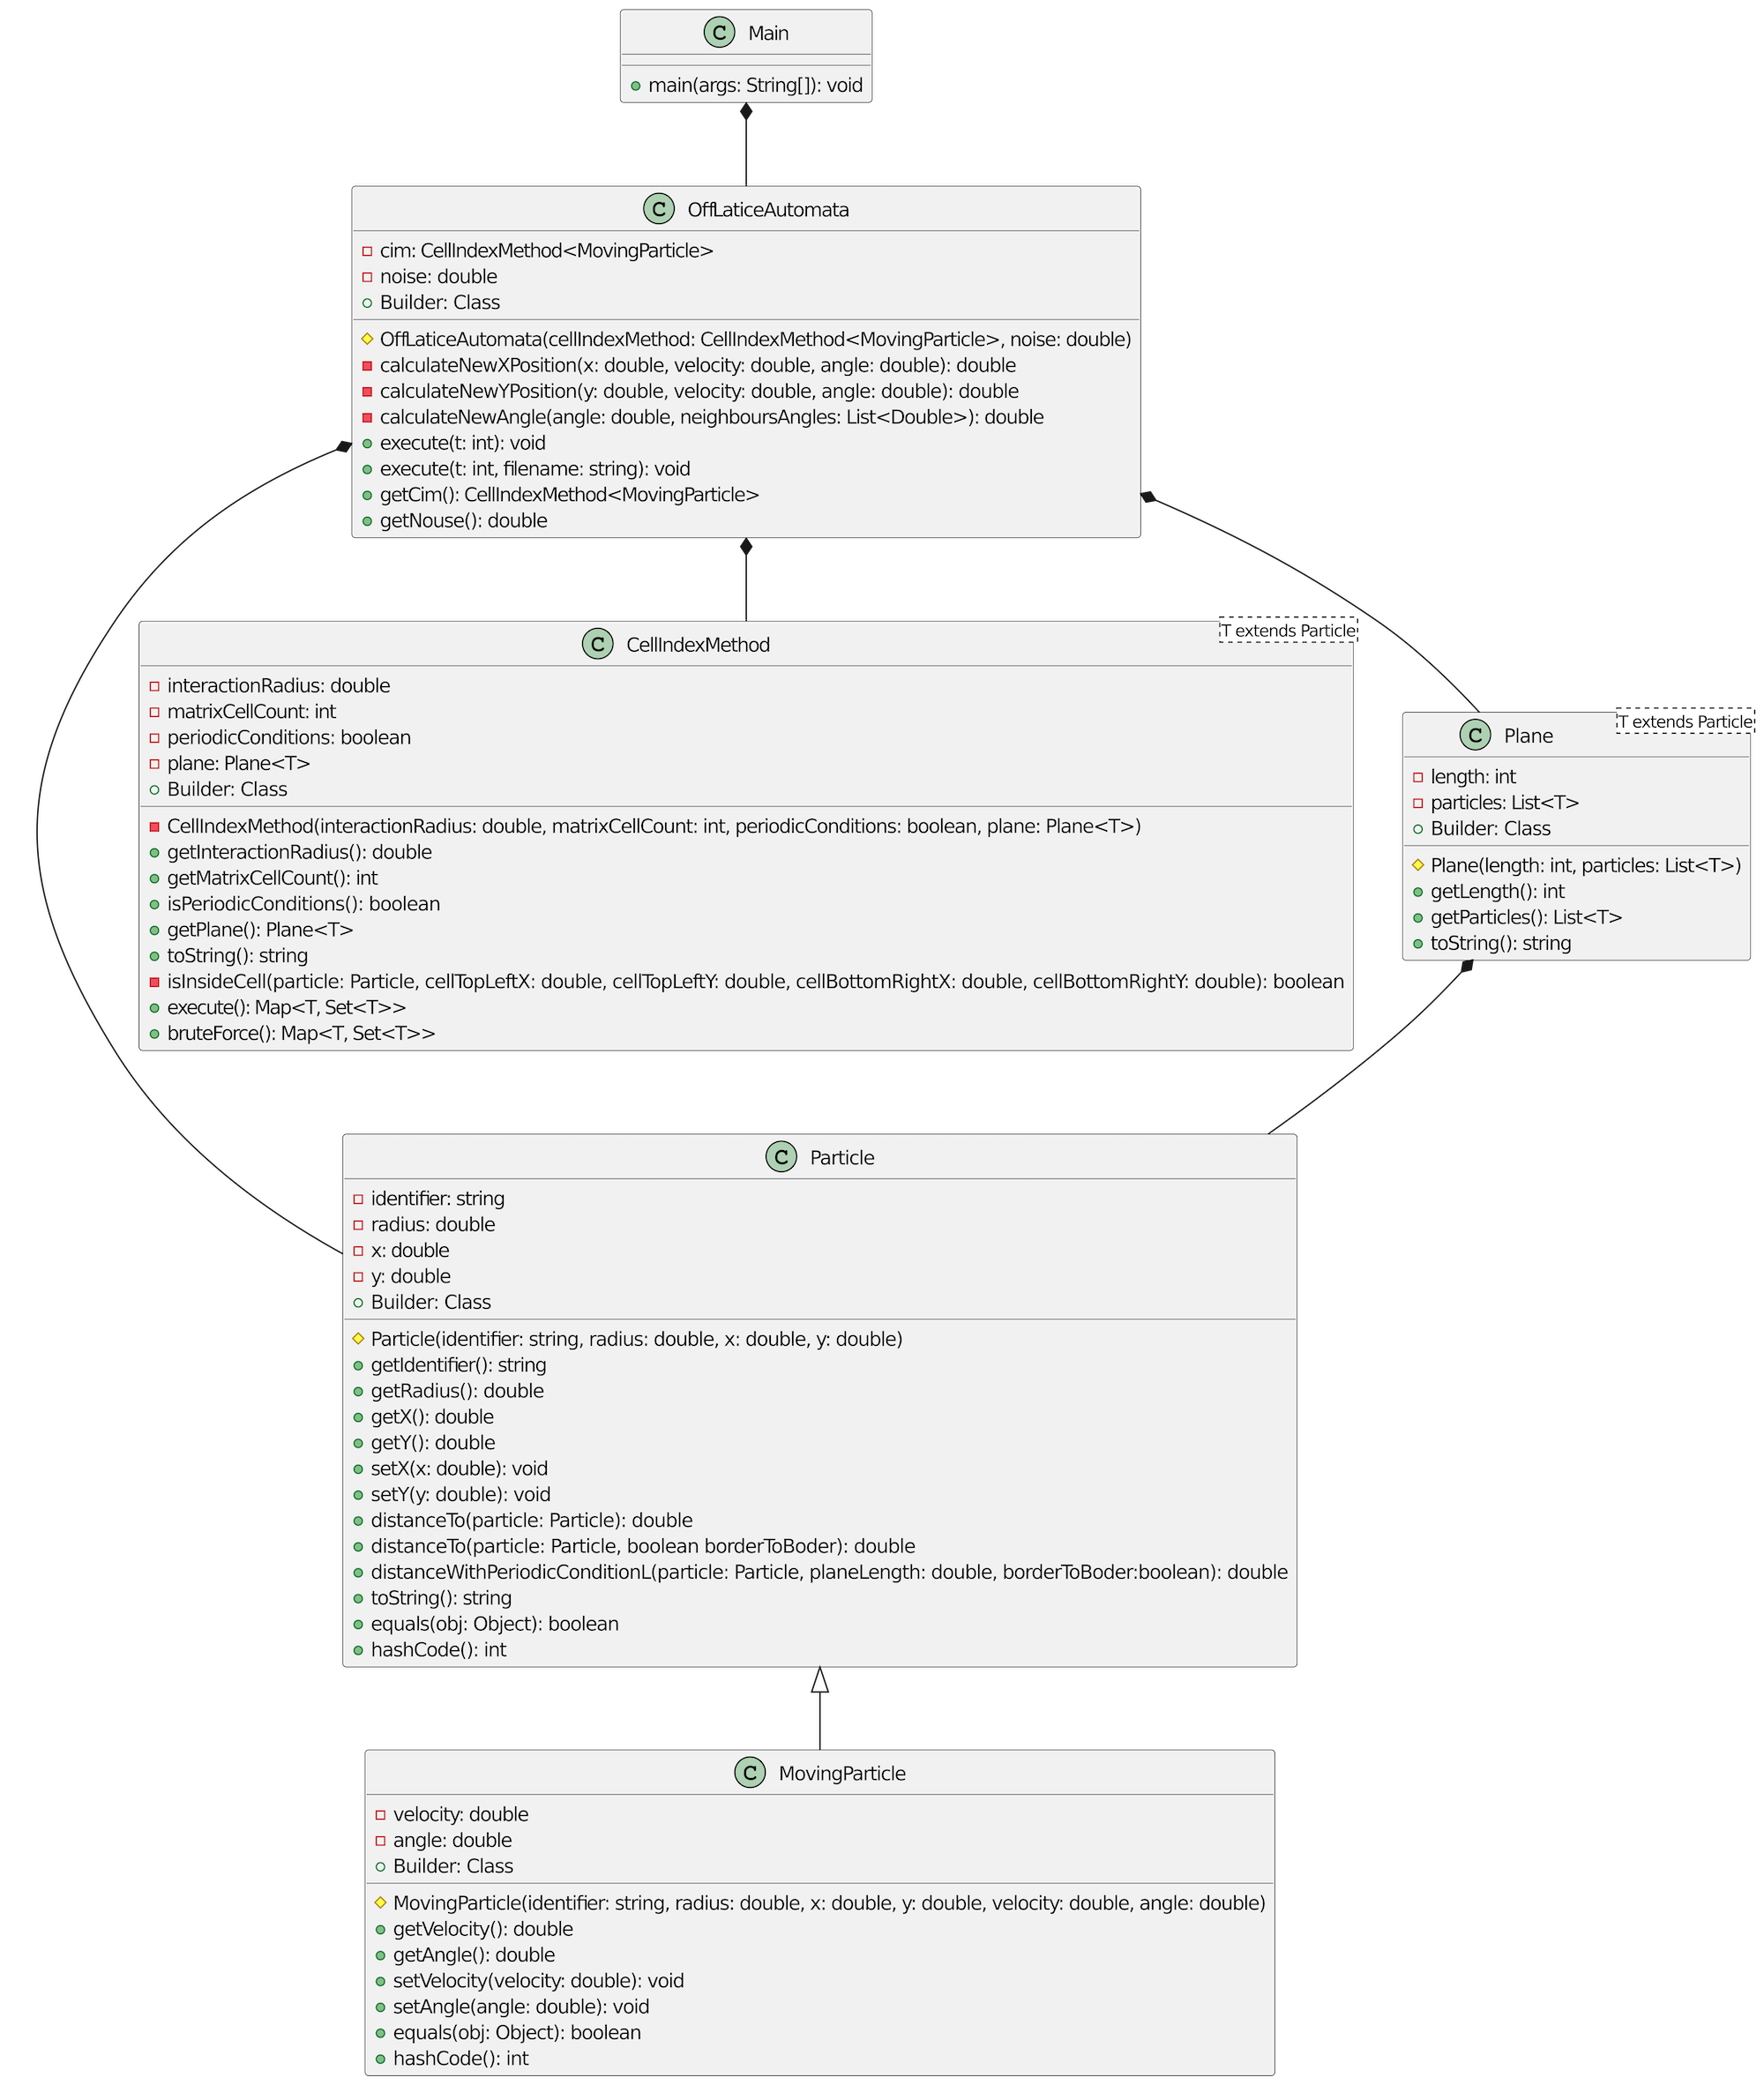 C Main
main(args: String[]): void
C OffLaticeAutomata
cim: CellIndexMethod<MovingParticle>
noise: double
Builder: Class
OffLaticeAutomata(cellIndexMethod: CellIndexMethod<MovingParticle>, noise: double)
calculateNewXPosition(x: double, velocity: double, angle: double): double
calculateNewYPosition(y: double, velocity: double, angle: double): double
calculateNewAngle(angle: double, neighboursAngles: List<Double>): double
execute(t: int): void
execute(t: int, filename: string): void
getCim(): CellIndexMethod<MovingParticle>
getNouse(): double
C CellIndexMethod
T extends Particle
interactionRadius: double
matrixCellCount: int
periodicConditions: boolean
plane: Plane<T>
Builder: Class
CellIndexMethod(interactionRadius: double, matrixCellCount: int, periodicConditions: boolean, plane: Plane<T>)
getInteractionRadius(): double
getMatrixCellCount(): int
isPeriodicConditions(): boolean
getPlane(): Plane<T>
toString(): string
isInsideCell(particle: Particle, cellTopLeftX: double, cellTopLeftY: double, cellBottomRightX: double, cellBottomRightY: double): boolean
execute(): Map<T, Set<T>>
bruteForce(): Map<T, Set<T>>
C Plane
T extends Particle
length: int
particles: List<T>
Builder: Class
Plane(length: int, particles: List<T>)
getLength(): int
getParticles(): List<T>
toString(): string
C Particle
identifier: string
radius: double
x: double
y: double
Builder: Class
Particle(identifier: string, radius: double, x: double, y: double)
getIdentifier(): string
getRadius(): double
getX(): double
getY(): double
setX(x: double): void
setY(y: double): void
distanceTo(particle: Particle): double
distanceTo(particle: Particle, boolean borderToBoder): double
distanceWithPeriodicConditionL(particle: Particle, planeLength: double, borderToBoder:boolean): double
toString(): string
equals(obj: Object): boolean
hashCode(): int
C MovingParticle
velocity: double
angle: double
Builder: Class
MovingParticle(identifier: string, radius: double, x: double, y: double, velocity: double, angle: double)
getVelocity(): double
getAngle(): double
setVelocity(velocity: double): void
setAngle(angle: double): void
equals(obj: Object): boolean
hashCode(): int